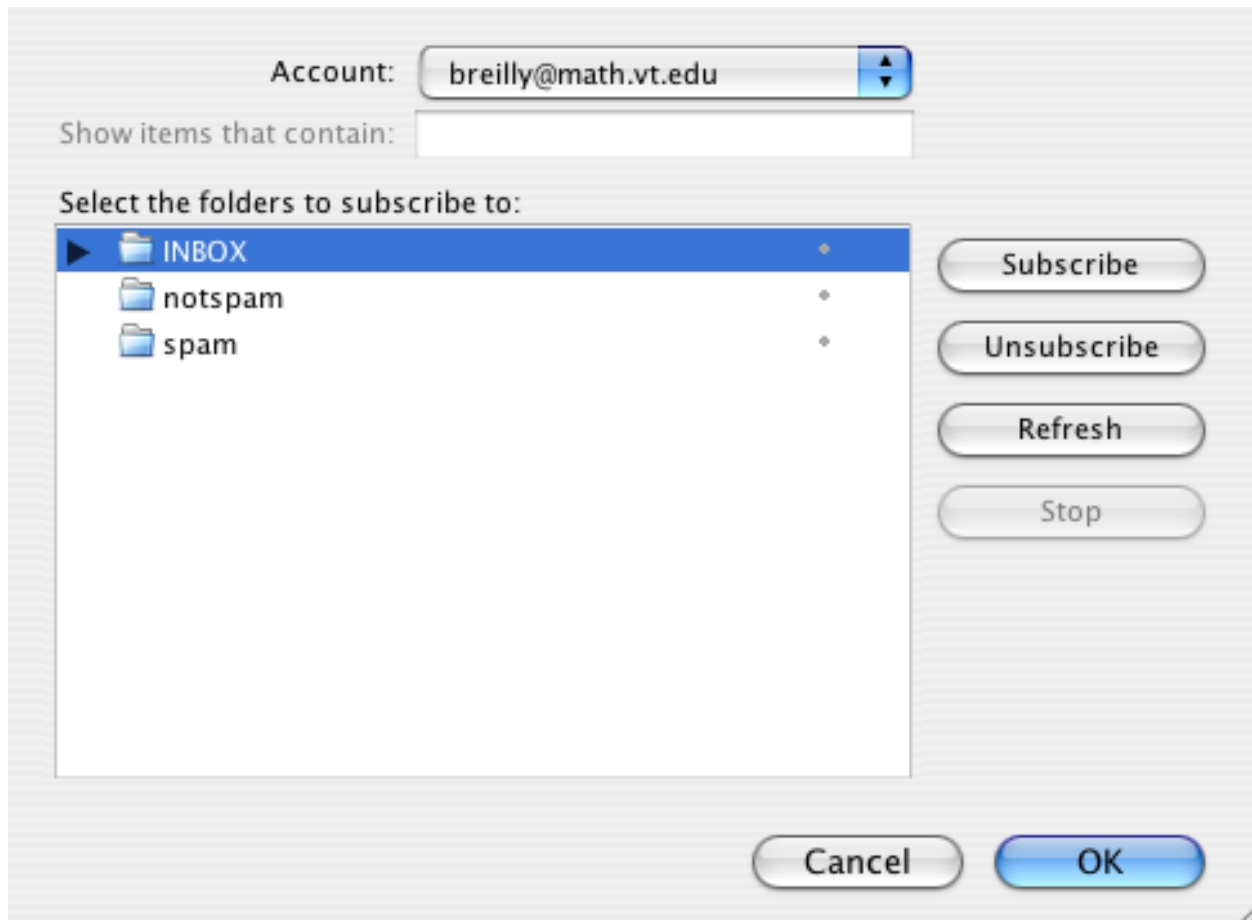 Account: breilly@math.vt.edu
Show items that contain:
Select the folders to subscribe to:
INBOX
notspam
spam
Subscribe
Unsubscribe
Refresh
Stop
Cancel OK